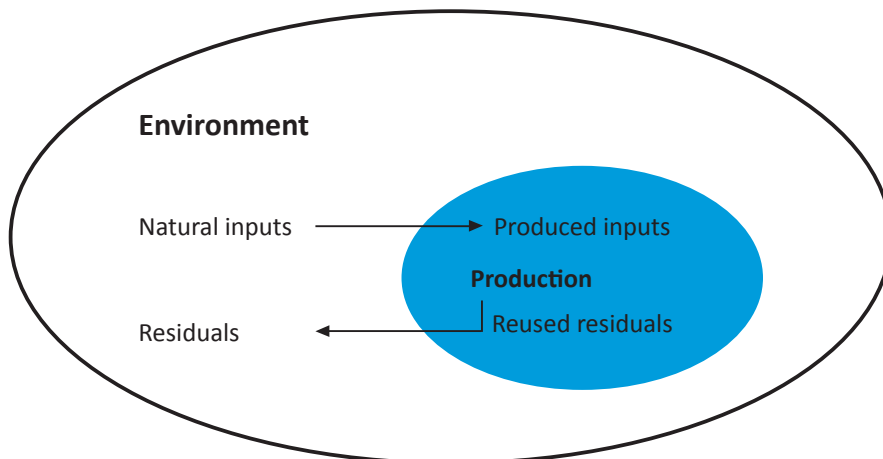 Environment
Natural inputs
Produced inputs
Production
Residuals
Reused residuals